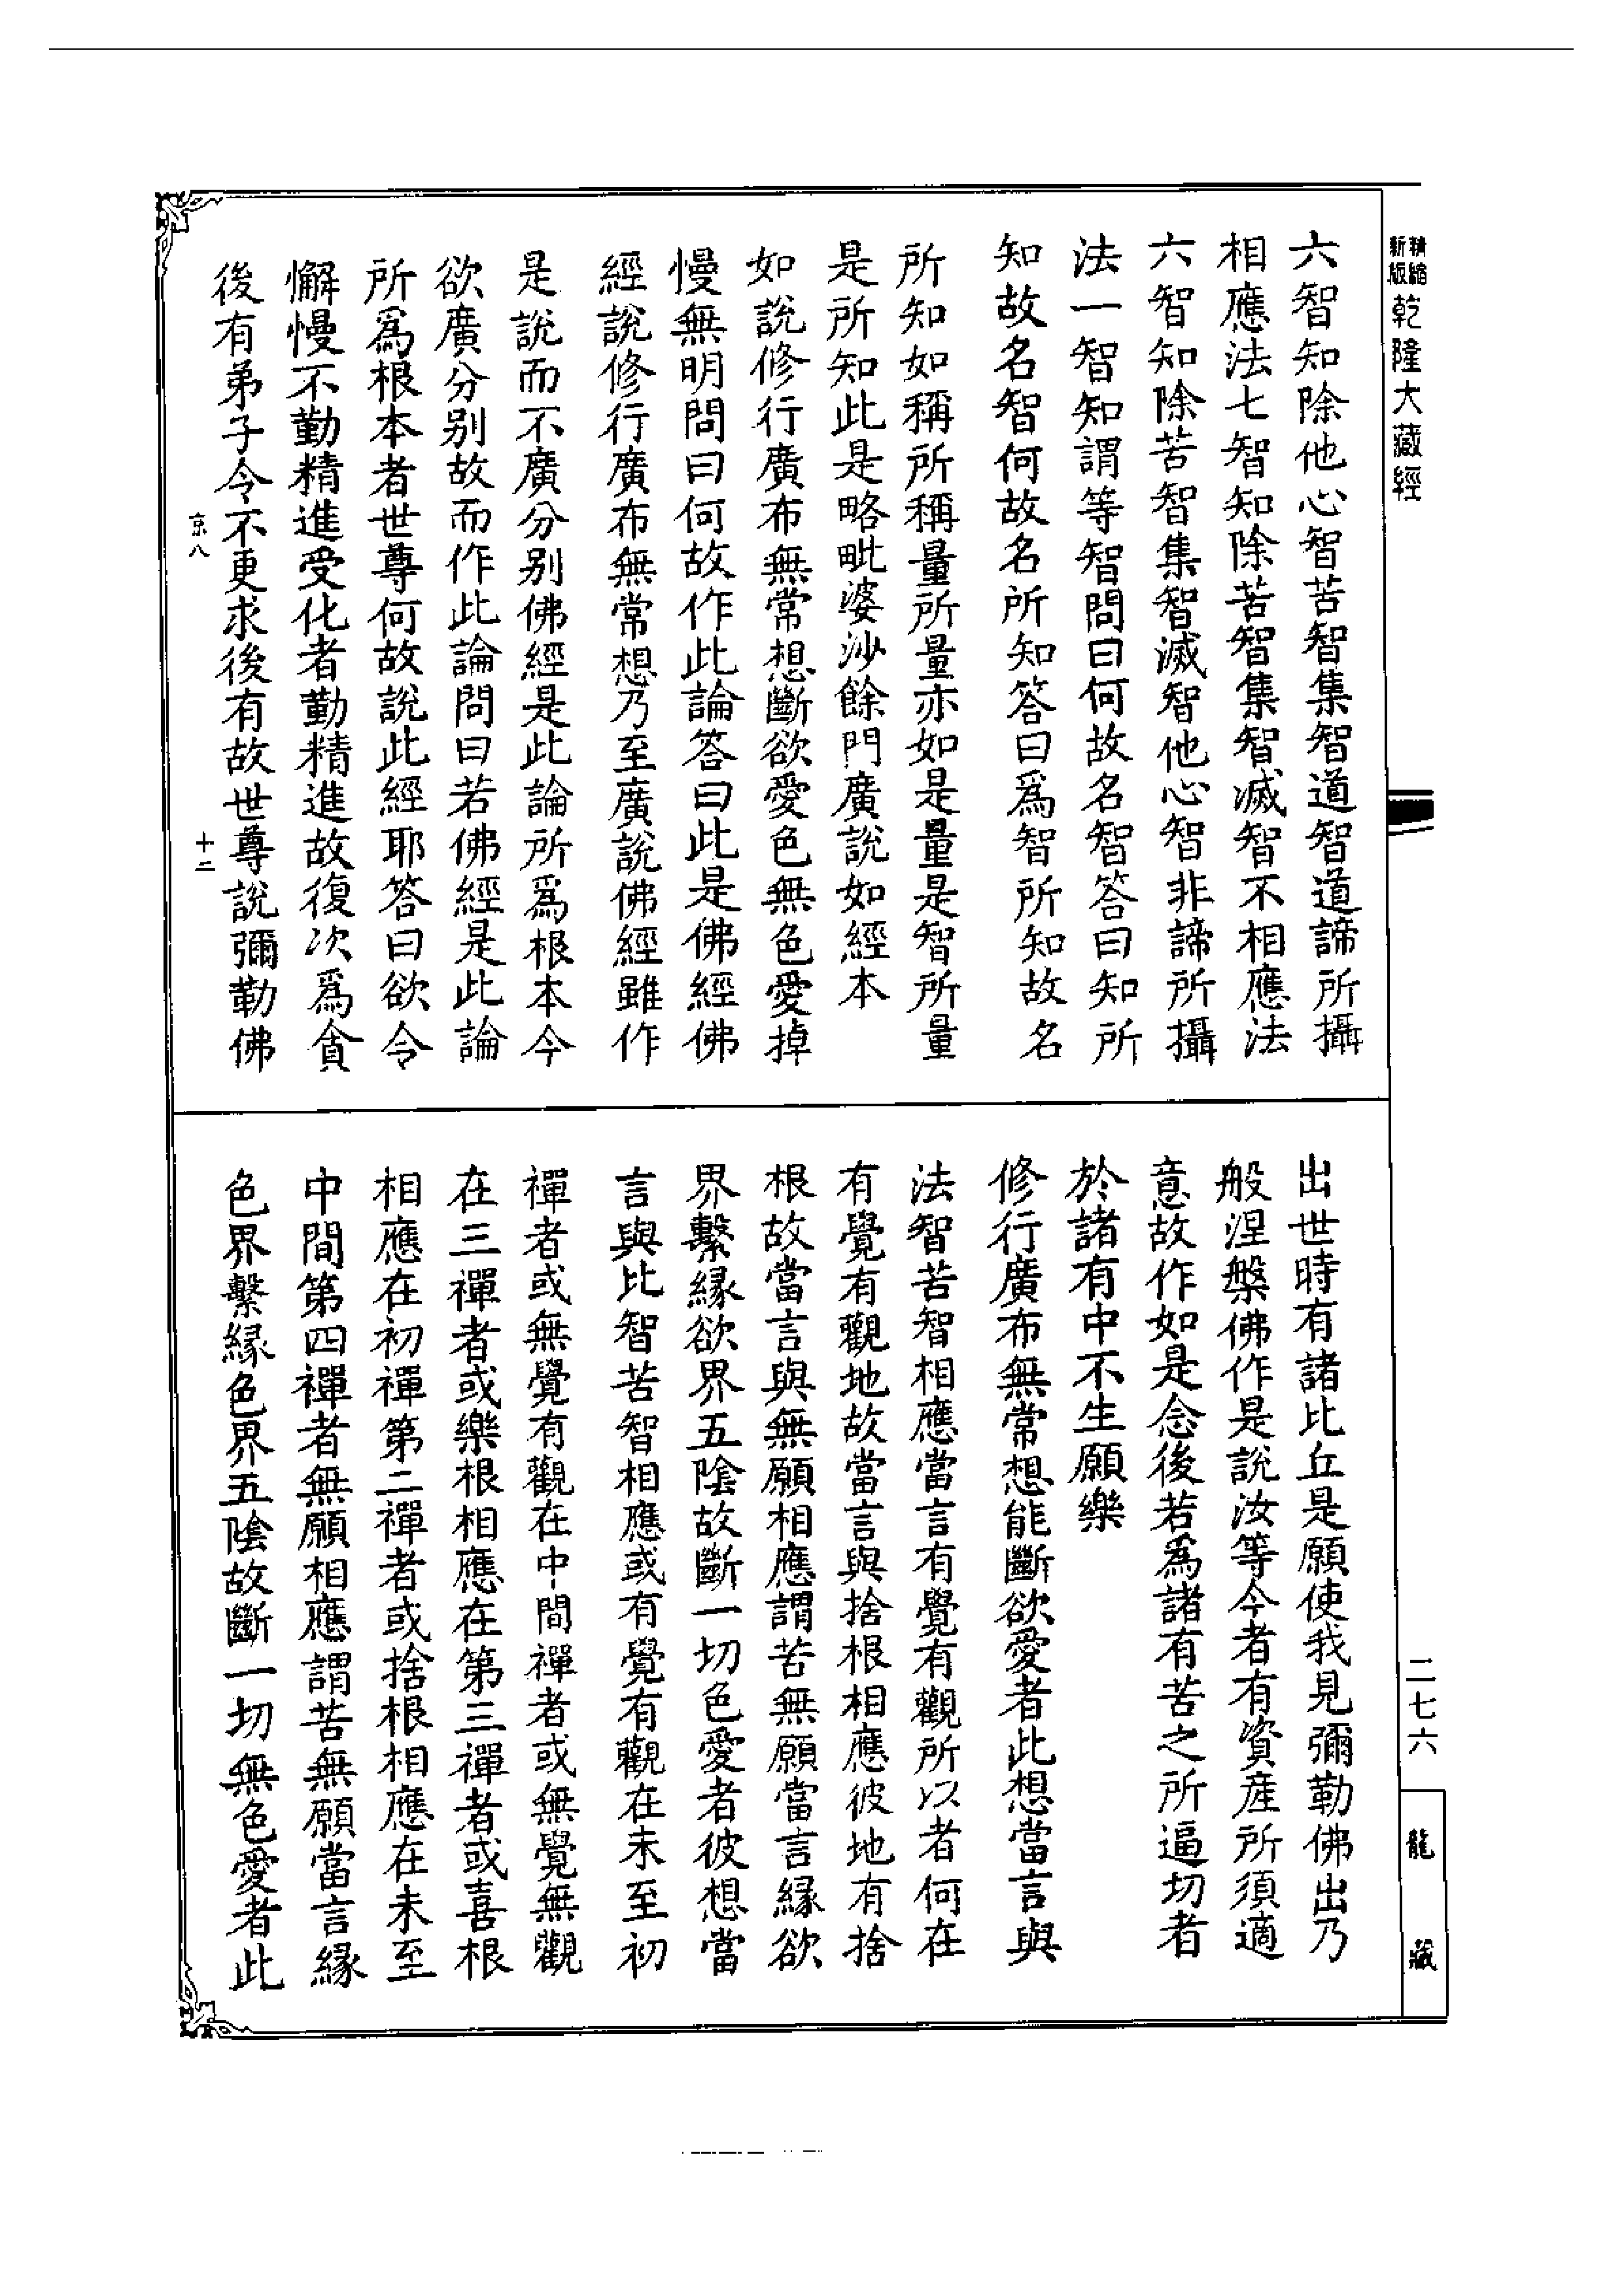 精縮新版乾隆大藏經
六智知除他心智苦智集智道智道諦所攝
相應法七智知除苦智集智滅智不相應法
六智知除苦智集智滅智他心智非諦所攝
法一智知謂等智問曰何故名智答曰知所
知故名智何故名所知答曰爲智所知故名
所知如稱所稱量所量亦如是量是智所量
是所知此是略毗婆沙餘門廣說如經本
如說修行廣布無常想斷欲愛色無色愛掉
慢無明問曰何故作此論答曰此是佛經佛
經說修行廣布無常想乃至廣說佛經雖作
是說而不廣分別佛經是此論所爲根本今
欲廣分別故而作此論問曰若佛經是此論
所爲根本者世尊何故說此經耶答曰欲令
懈慢不勤精進受化者勤精進故復次爲貪
後有弟子令不更求後有故世尊說彌勒佛
京八
十二
出世時有諸比丘是願使我見彌勒佛出乃
般涅槃佛作是說汝等今者有資産所須適
意故作如是念後若爲諸有苦之所逼切者
於諸有中不生願樂
修行廣布無常想能斷欲愛者此想當言與
法智苦智相應當言有覺有觀所以者何在
有覺有觀地故當言與捨根相應彼地有捨
根故當言與無願相應謂苦無願當言緣欲
界繫緣欲界五陰故斷一切色愛者彼想當
言與比智苦智相應或有覺有觀在未至初
禪者或無覺有觀在中間禪者或無覺無觀
在三禪者或樂根相應在第三禪者或喜根
相應在初禪第二禪者或捨根相應在未至
中間第四禪者無願相應謂苦無願當言緣
色界繫緣色界五陰故斷一切無色愛者此
二七六
龍藏